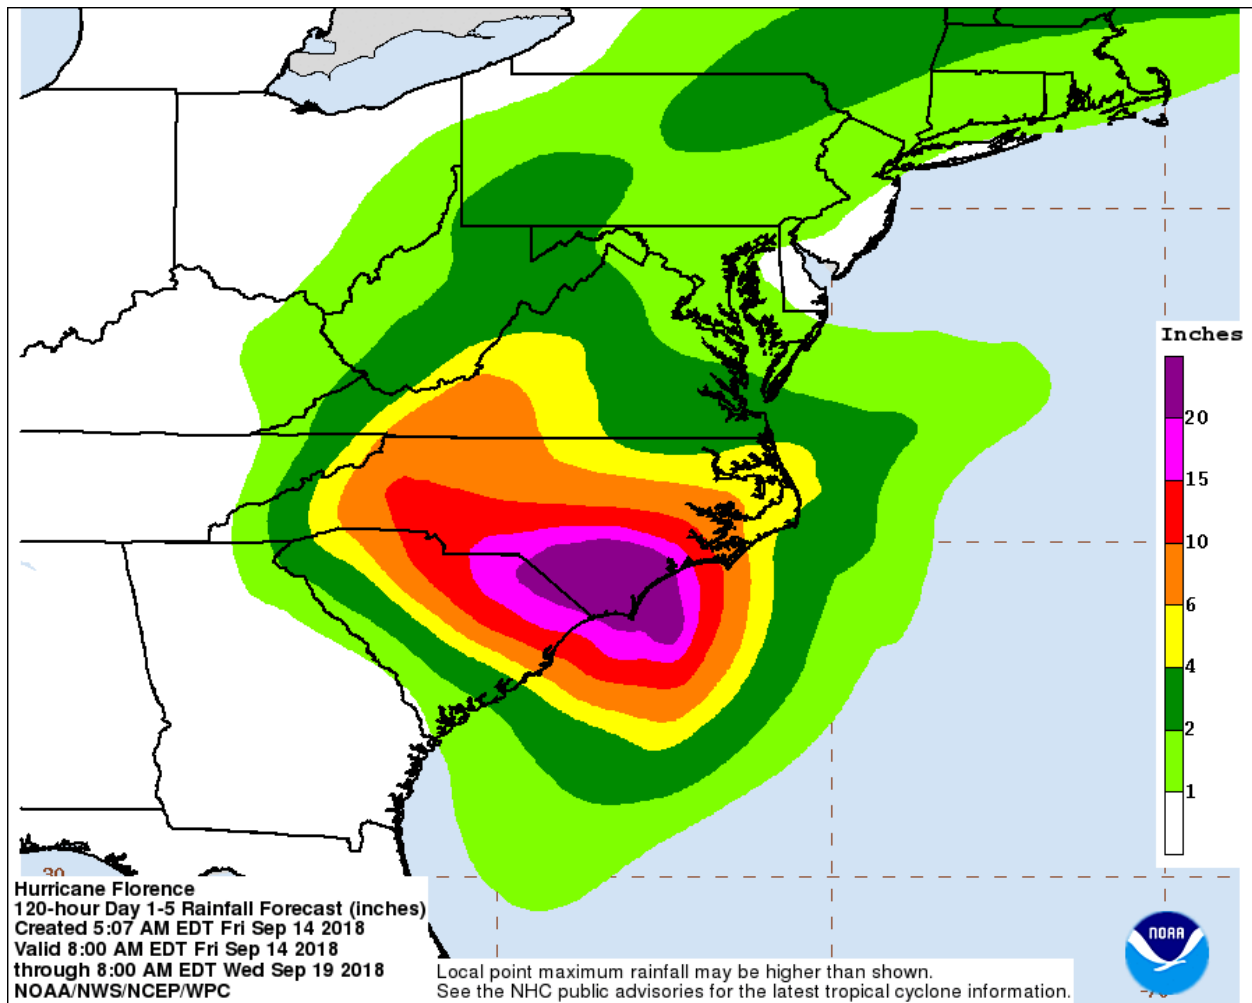 Inches
20
15
10
6
4
2
1
30
Hurricane Florence
120-hour Day 1-5 Rainfall Forecast (inches)
Created 5:07 AM EDT Fri Sep 14 2018
Valid 8:00 AM EDT Fri Sep 14 2018
through 8:00 AM EDT Wed Sep 19 2018
NOAA/NWS/NCEP/WPC
Local point maximum rainfall may be higher than shown.
See the NHC public advisories for the latest tropical cyclone information.
NOAA